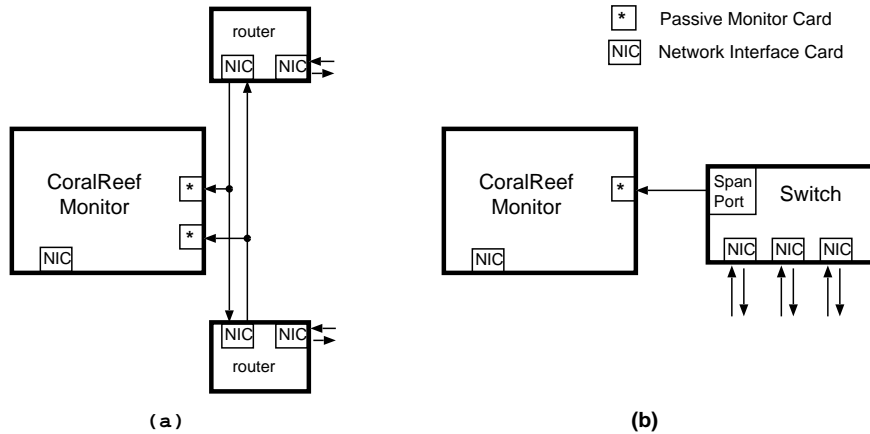 router
NIC NIC
* Passive Monitor Card
NIC Network Interface Card
CoralReef
Monitor
*
*
NIC
NIC NIC
router
(a)
CoralReef
Monitor
*
NIC
Span
Port
Switch
NIC NIC NIC
(b)